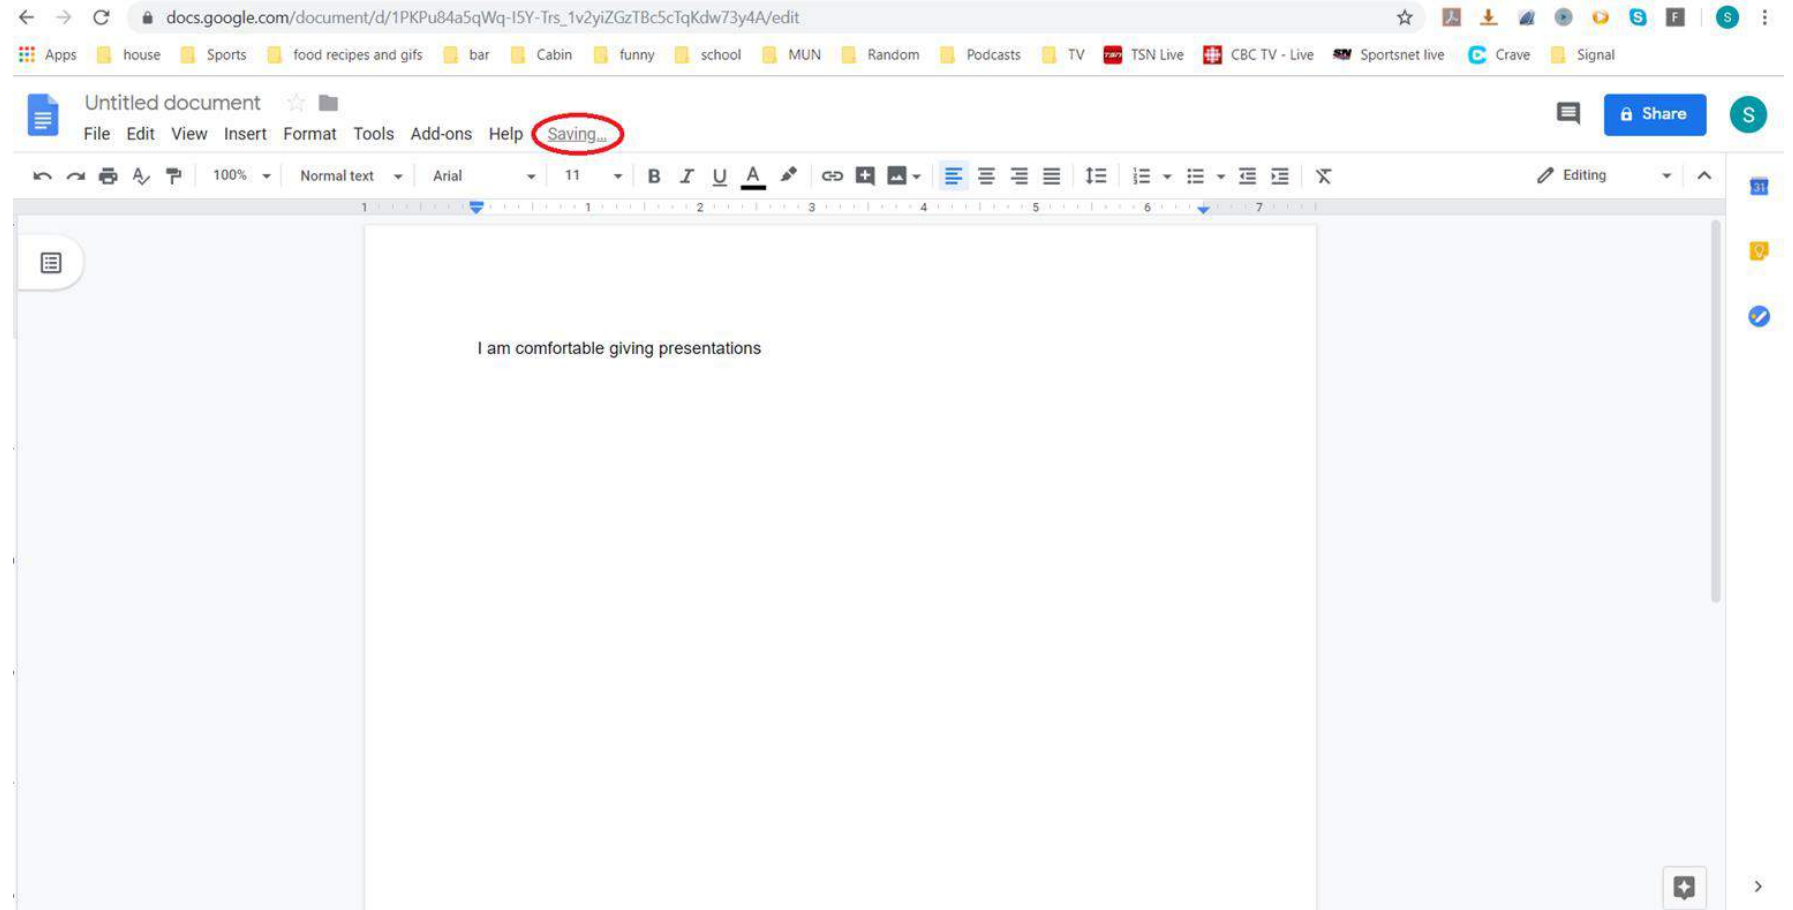 docs.google.com/document/d/1PKPu84a5qWq-I5Y-Trs_1v2yiZGzTBc5cTqKdw73y4A/edit S
Apps house Sports food recipes and gifs bar Cabin funny school MUN Random Podcasts TV TSN Live CBC TV - Live Sportsnet live Crave Signal
Untitled document
File Edit View Insert Format Tools Add-ons Help Saving... Share S
100% Normal text Arial 11 B I U A Editing
31
1 1 2 3 4 5 6 7
I am comfortable giving presentations